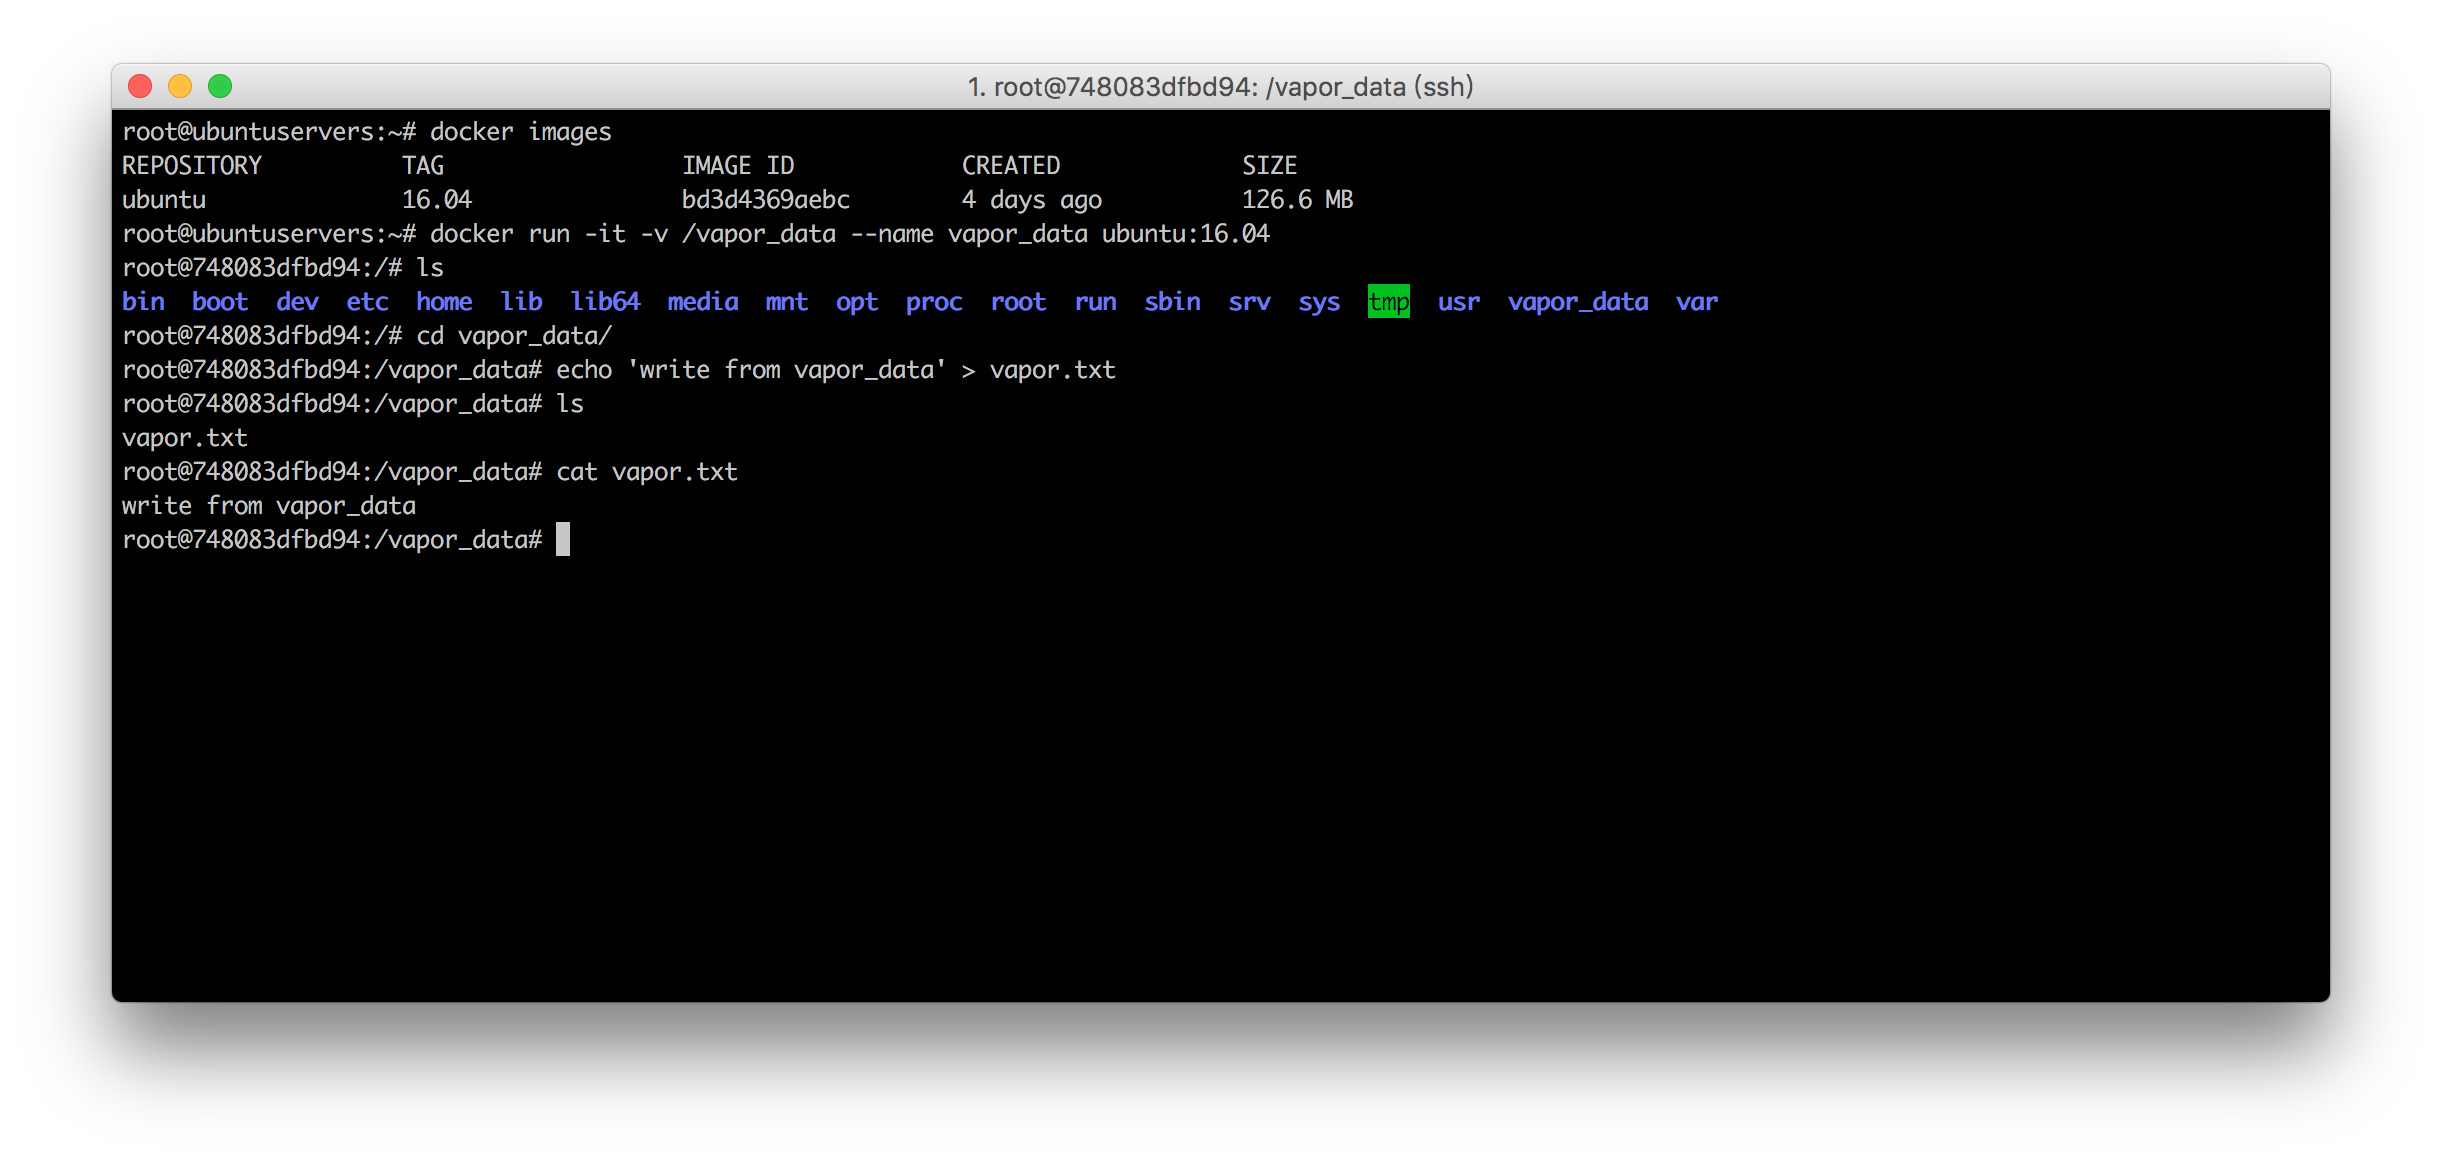 1. root@748083dfbd94: /vapor_data (ssh)
root@ubuntuservers:~# docker images
REPOSITORY          TAG                 IMAGE ID            CREATED             SIZE
ubuntu              16.04               bd3d4369aebc        4 days ago          126.6 MB
root@ubuntuservers:~# docker run -it -v /vapor_data --name vapor_data ubuntu:16.04
root@748083dfbd94:/# ls
bin  boot  dev  etc  home  lib  lib64  media  mnt  opt  proc  root  run  sbin  srv  sys  tmp  usr  vapor_data  var
root@748083dfbd94:/# cd vapor_data/
root@748083dfbd94:/vapor_data# echo 'write from vapor_data' > vapor.txt
root@748083dfbd94:/vapor_data# ls
vapor.txt
root@748083dfbd94:/vapor_data# cat vapor.txt
write from vapor_data
root@748083dfbd94:/vapor_data#